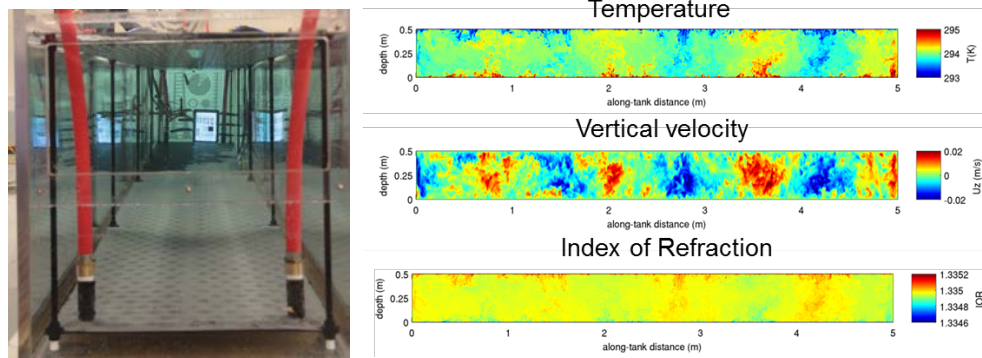 Temperature
0.5
0.25
0
depth (m)
0 1 2 3 4 5
along-tank distance (m)
295
294
293
T(K)
Vertical velocity
0.5
0.25
0
depth (m)
0 1 2 3 4 5
along-tank distance (m)
0.02
0
-0.02
Uz (m/s)
Index of Refraction
0.5
0.25
0
depth (m)
0 1 2 3 4 5
along-tank distance (m)
1.3352
1.335
1.3348
1.3346
IOR